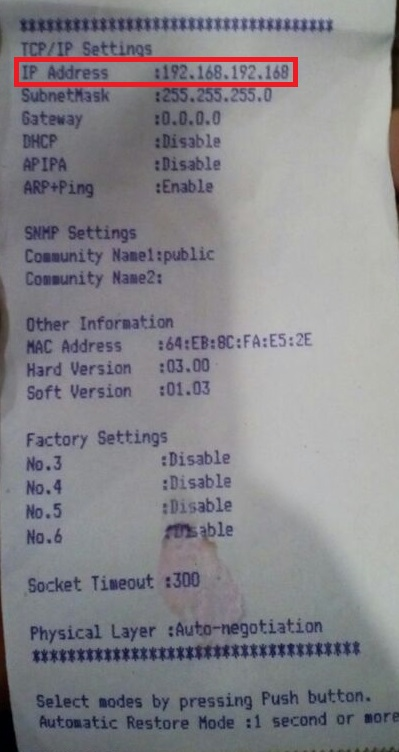 ************************************
TCP/IP Settings
IP Address :192.168.192.168
SubnetMask :255.255.255.0
Gateway :0.0.0.0
DHCP :Disable
APIPA :Disable
ARP+Ping :Enable
SNMP Settings
Community Name1:public
Community Name2:
Other Information
MAC Address :64:EB:8C:FA:E5:2E
Hard Version :03.00
Soft Version :01.03
Factory Settings
No.3 :Disable
No.4 :Disable
No.5 :Disable
No.6 :Disable
Socket Timeout :300
Physical Layer :Auto-negotiation
************************************
Select modes by pressing Push button.
Automatic Restore Mode :1 second or more